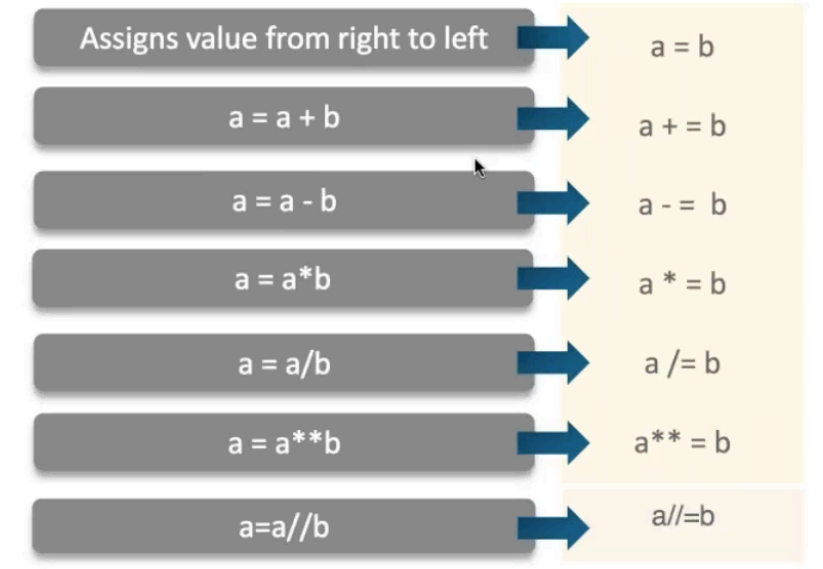 Assigns value from right to left
a = b
a = a + b
a + = b
a = a - b
a - = b
a = a*b
a * = b
a = a/b
a /= b
a = a**b
a** = b
a=a//b
a//=b